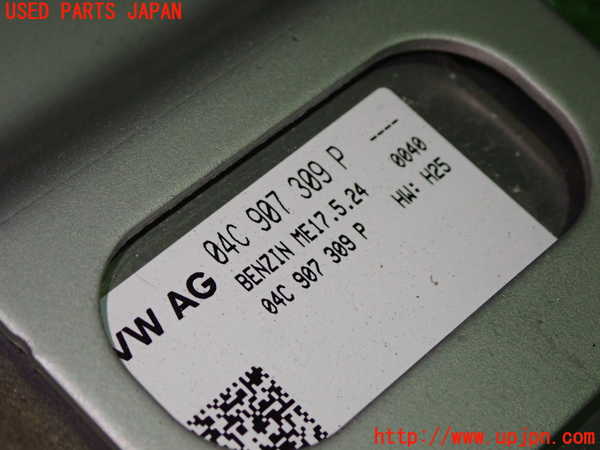 USED PARTS JAPAN
04C 907 309 P ----
BENZIN ME17.5.24 0040
04C 907 309 P HW: H25
VW AG
http://www.upjpn.com